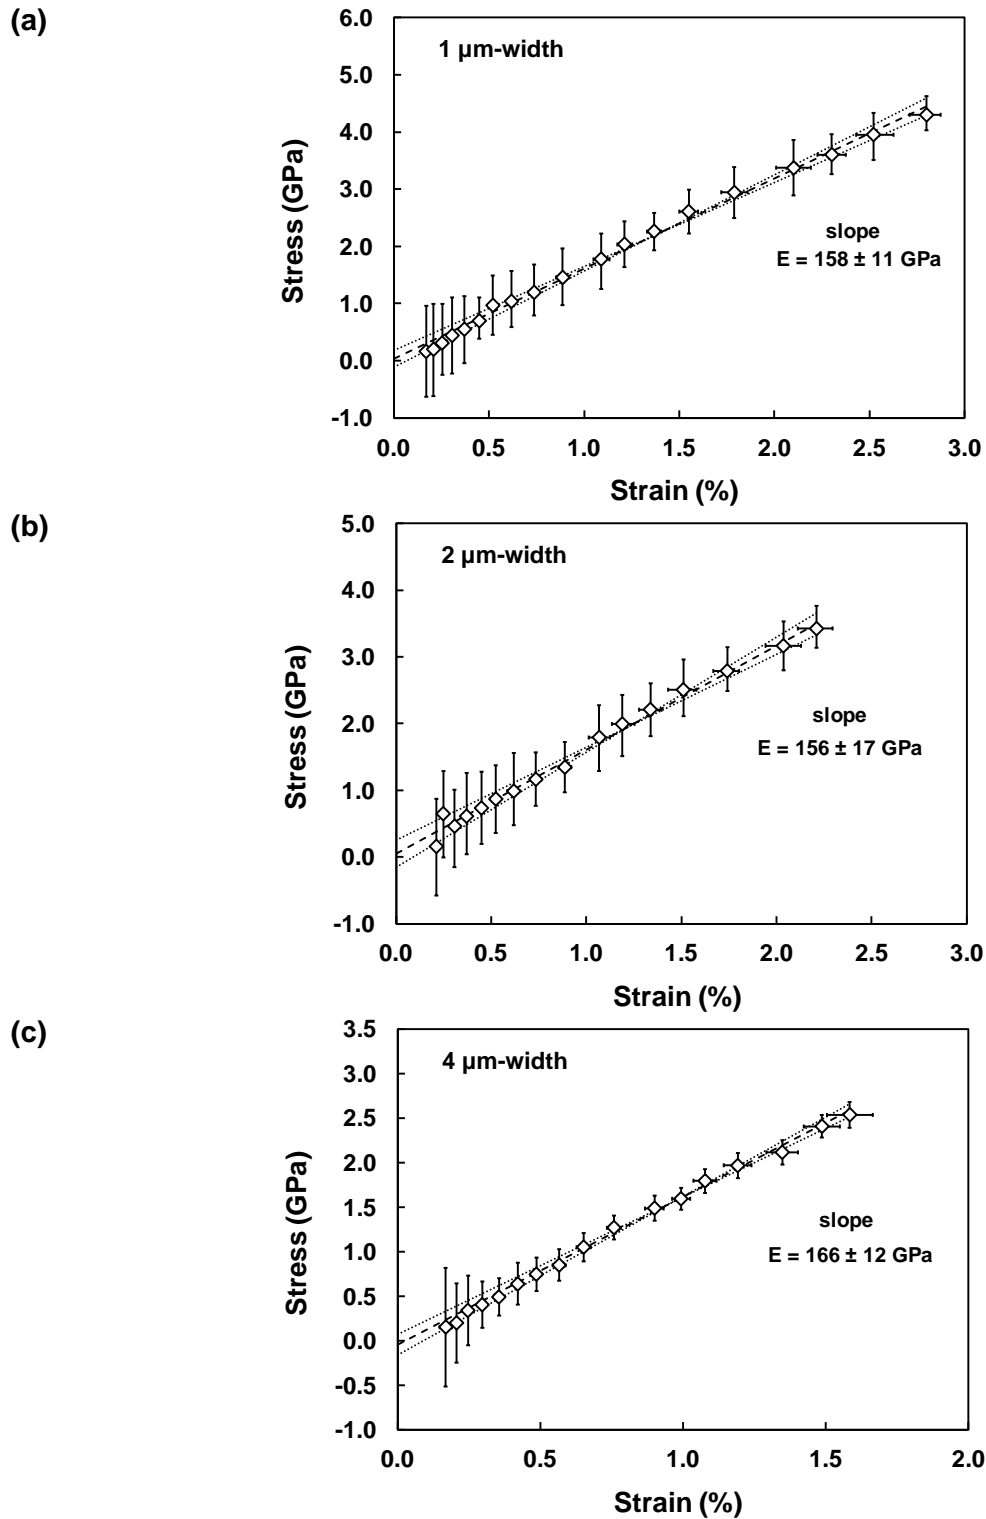 (a)
6.0
5.0
4.0
3.0
2.0
1.0
0.0
-1.0
Stress (GPa)
1 µm-width
slope
E = 158 ± 11 GPa
0.0 0.5 1.0 1.5 2.0 2.5 3.0
Strain (%)
(b)
5.0
4.0
3.0
2.0
1.0
0.0
-1.0
Stress (GPa)
2 µm-width
slope
E = 156 ± 17 GPa
0.0 0.5 1.0 1.5 2.0 2.5 3.0
Strain (%)
(c)
3.5
3.0
2.5
2.0
1.5
1.0
0.5
0.0
-0.5
-1.0
Stress (GPa)
4 µm-width
slope
E = 166 ± 12 GPa
0.0 0.5 1.0 1.5 2.0
Strain (%)